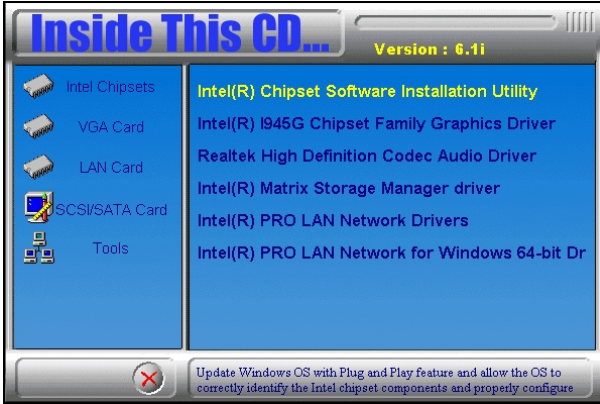 Inside This CD...
Version : 6.1i
Intel Chipsets
VGA Card
LAN Card
SCSI/SATA Card
Tools
Intel(R) Chipset Software Installation Utility
Intel(R) I945G Chipset Family Graphics Driver
Realtek High Definition Codec Audio Driver
Intel(R) Matrix Storage Manager driver
Intel(R) PRO LAN Network Drivers
Intel(R) PRO LAN Network for Windows 64-bit Dr
Update Windows OS with Plug and Play feature and allow the OS to
correctly identify the Intel chipset components and properly configure